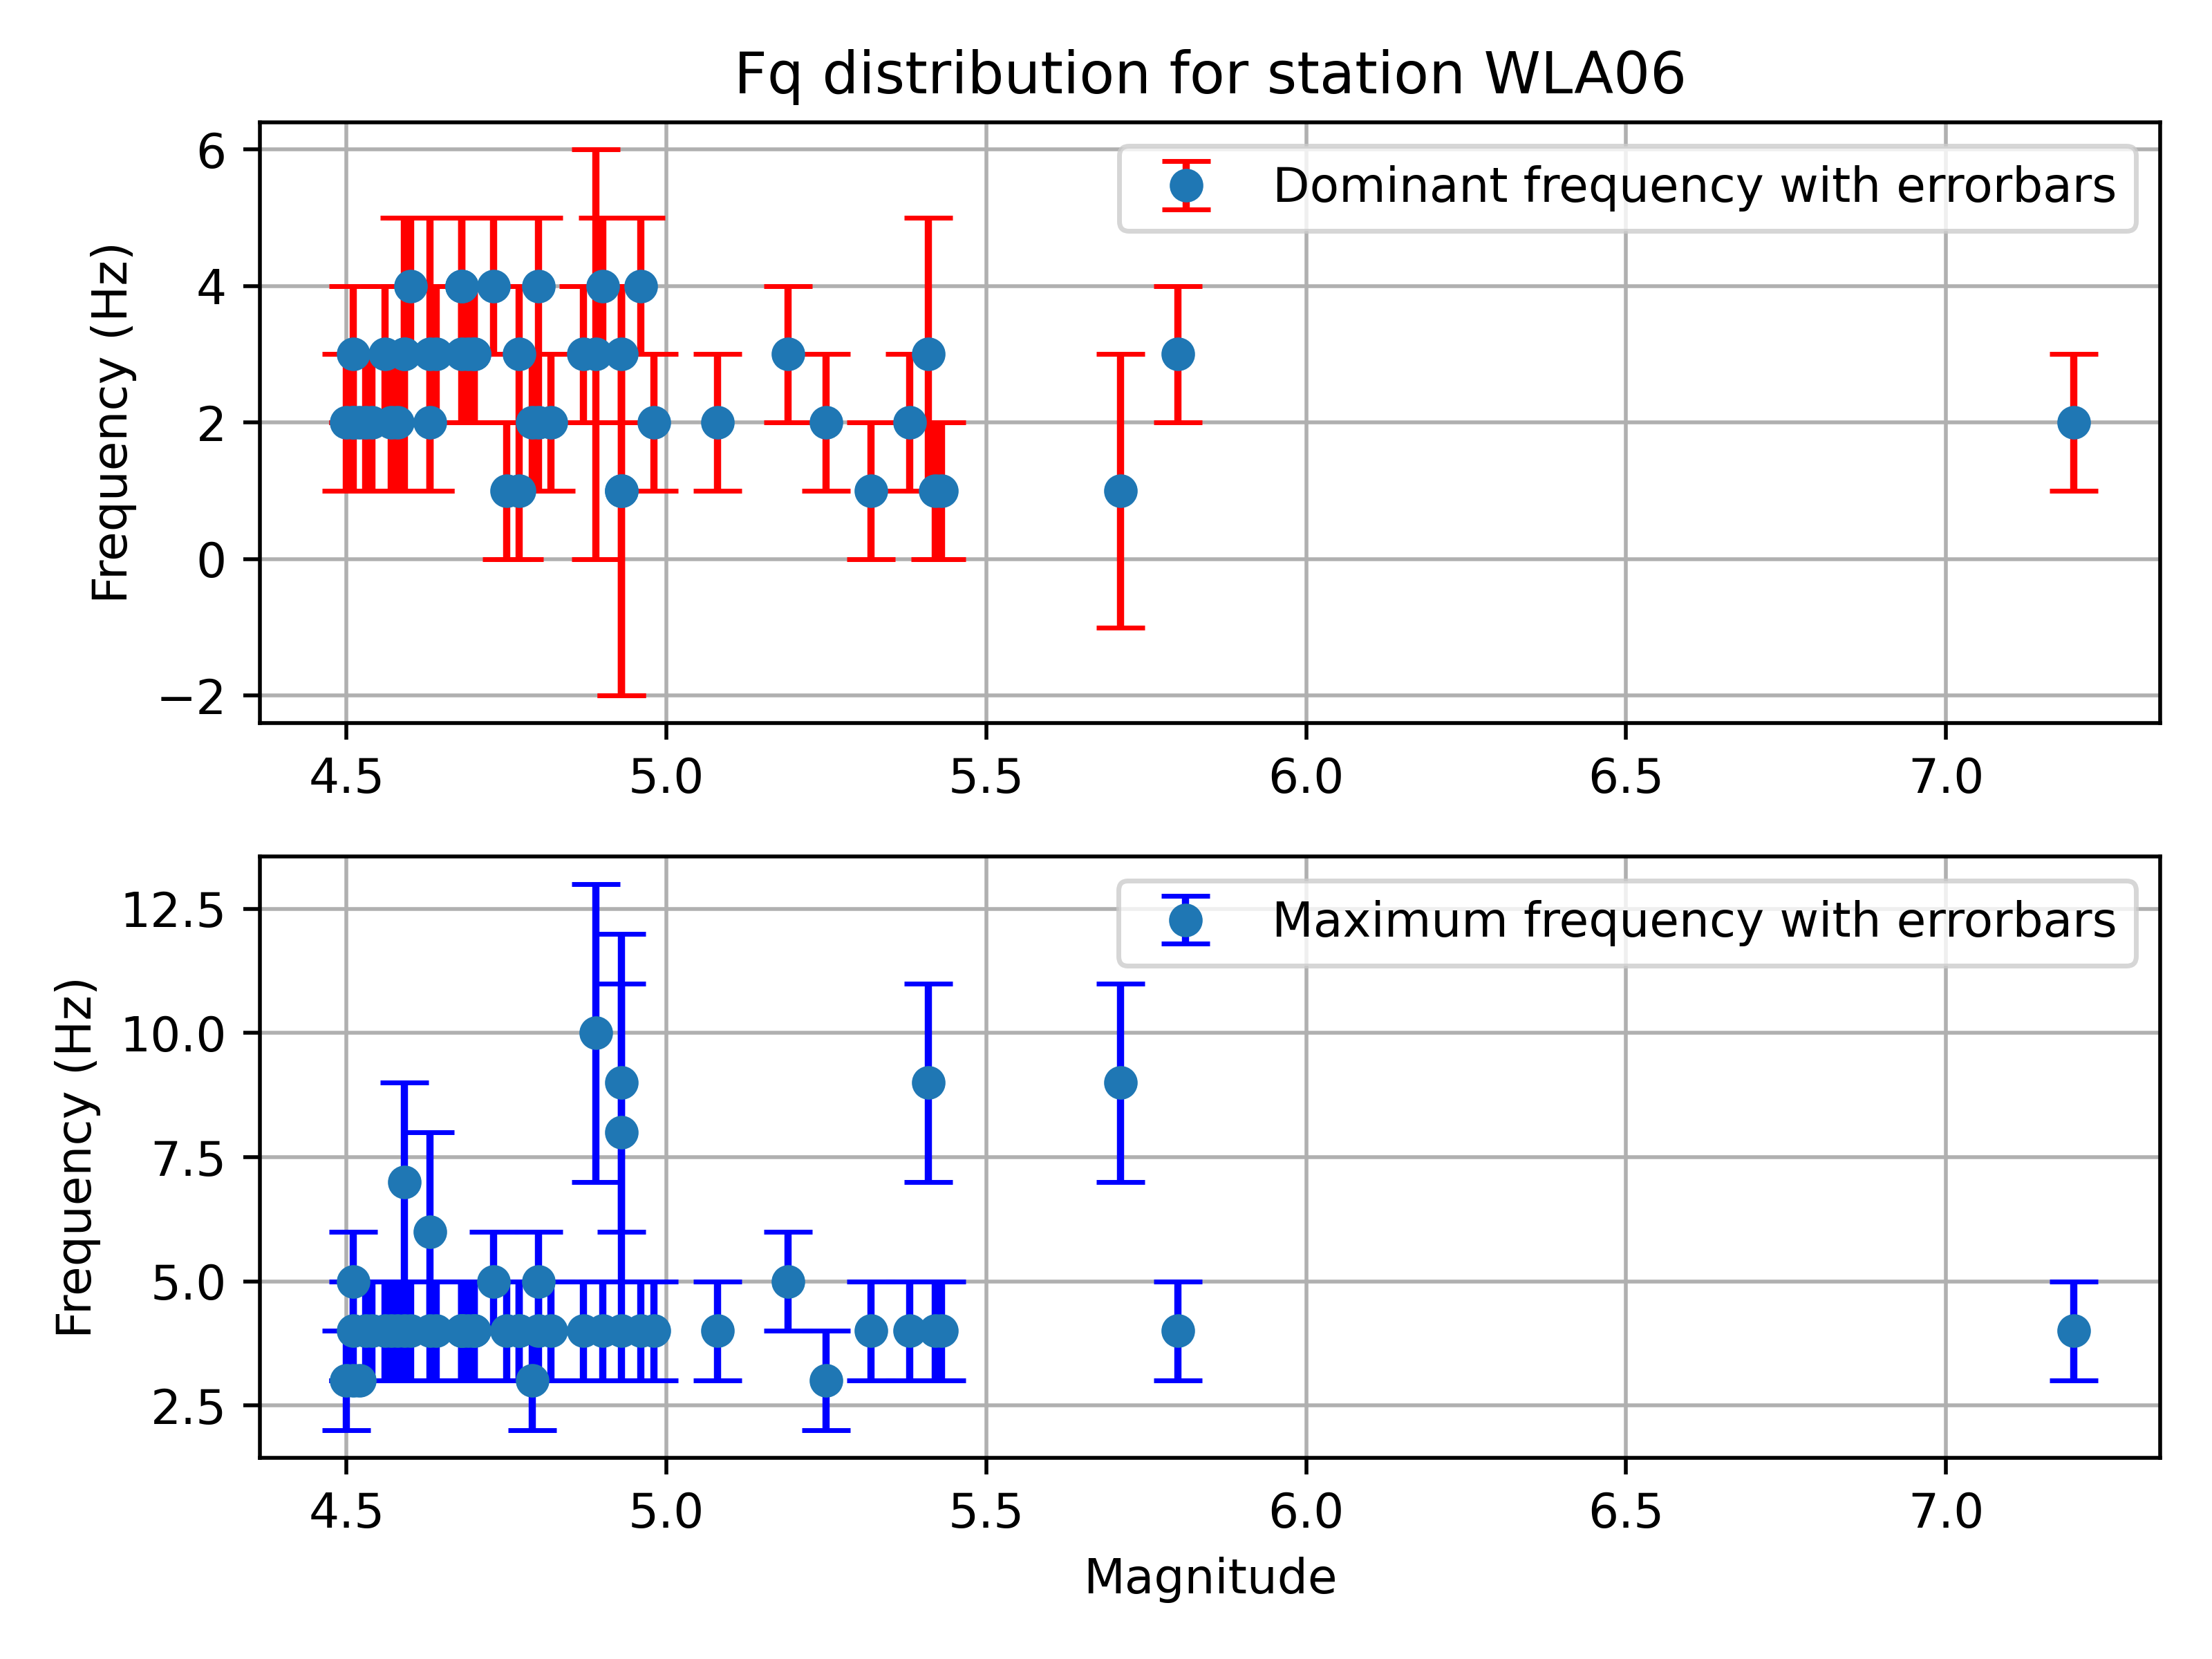 Fq distribution for station WLA06
Dominant frequency with errorbars
Frequency (Hz)
6
4
2
0
−2
4.5 5.0 5.5 6.0 6.5 7.0
Maximum frequency with errorbars
Frequency (Hz)
12.5
10.0
7.5
5.0
2.5
4.5 5.0 5.5 6.0 6.5 7.0
Magnitude